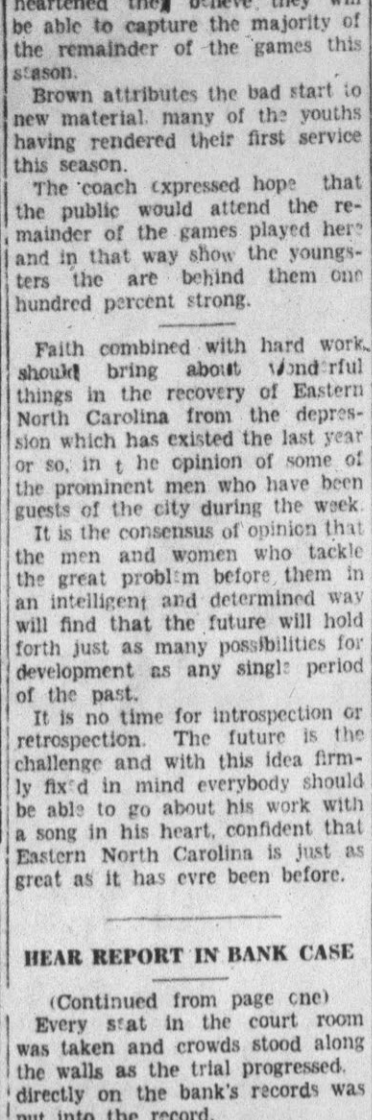 heartened they believe they will
be able to capture the majority of
the remainder of the games this
season.
Brown attributes the bad start to
new material, many of the youths
having rendered their first service
this season.
The coach expressed hope that
the public would attend the re-
mainder of the games played here
and in that way show the youngs-
ters the are behind them one
hundred percent strong.
Faith combined with hard work
should bring about wonderful
things in the recovery of Eastern
North Carolina from the depres-
sion which has existed the last year
or so, in t he opinion of some of
the prominent men who have been
guests of the city during the week.
It is the consensus of opinion that
the men and women who tackle
the great problem before them in
an intelligent and determined way
will find that the future will hold
forth just as many possibilities for
development as any single period
of the past.
It is no time for introspection or
retrospection. The future is the
challenge and with this idea firm-
ly fixed in mind everybody should
be able to go about his work with
a song in his heart, confident that
Eastern North Carolina is just as
great as it has evre been before.
HEAR REPORT IN BANK CASE
(Continued from page one)
Every seat in the court room
was taken and crowds stood along
the walls as the trial progressed.
directly on the bank's records was
put into the record.